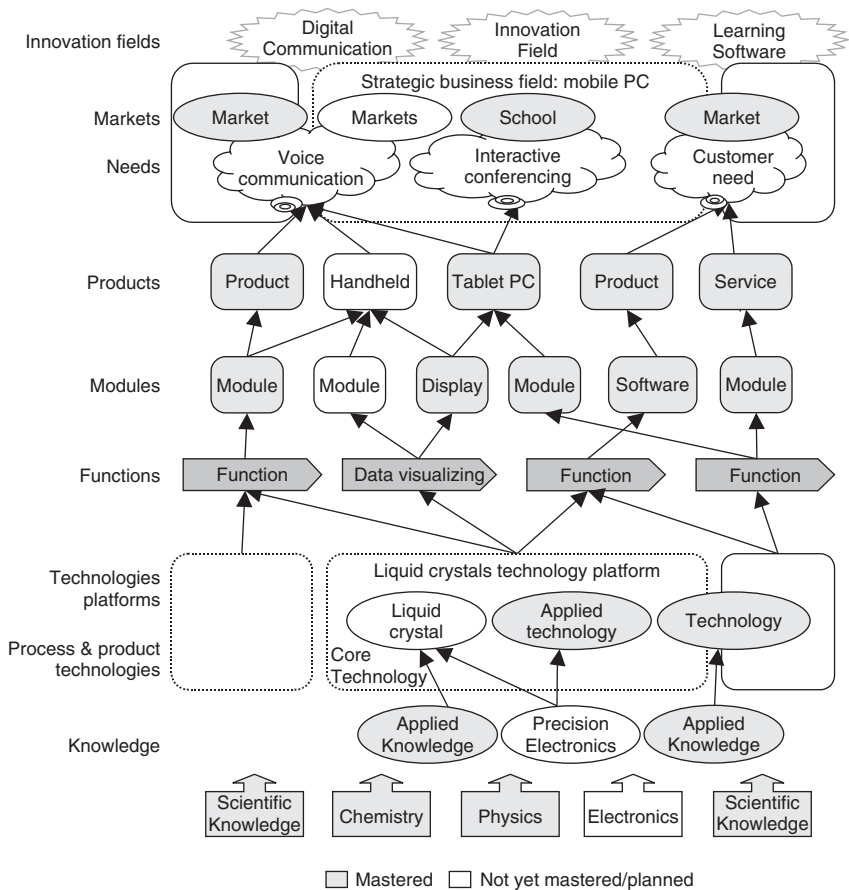 Innovation fields
Digital
Communication
Innovation
Field
Learning
Software
Strategic business field: mobile PC
Markets
Market
Markets
School
Market
Needs
Voice
communication
Interactive
conferencing
Customer
need
Products
Product
Handheld
Tablet PC
Product
Service
Modules
Module
Module
Display
Module
Software
Module
Functions
Function
Data visualizing
Function
Function
Technologies
platforms
Liquid crystals technology platform
Process & product
technologies
Liquid
crystal
Applied
technology
Technology
Core
Technology
Knowledge
Applied
Knowledge
Precision
Electronics
Applied
Knowledge
Scientific
Knowledge
Chemistry
Physics
Electronics
Scientific
Knowledge
Mastered
Not yet mastered/planned